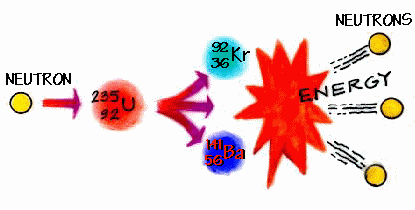 NEUTRON
235
92 U
92
36 Kr
141
56 Ba
ENERGY
NEUTRONS